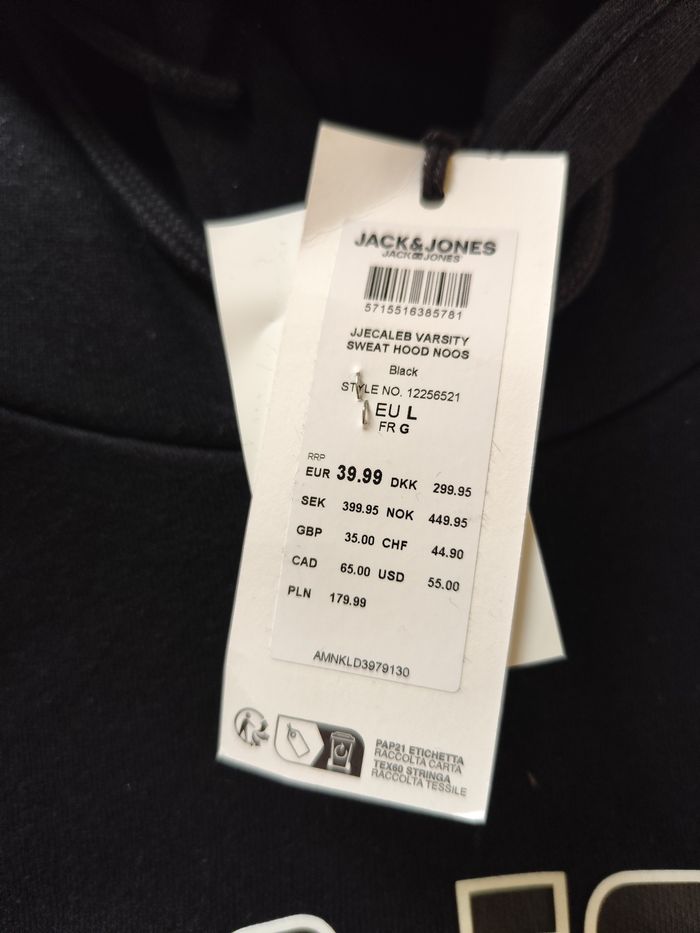 JACK&JONES
JACK&JONES
5715516385781
JJECALEB VARSITY
SWEAT HOOD NOOS
Black
STYLE NO. 12256521
EU L
FR G
RRP
EUR 39.99 DKK 299.95
SEK 399.95 NOK 449.95
GBP 35.00 CHF 44.90
CAD 65.00 USD 55.00
PLN 179.99
AMNKLD3979130
PAP21 ETICHETTA
RACCOLTA CARTA
TEX60 STRINGA
RACCOLTA TESSILE